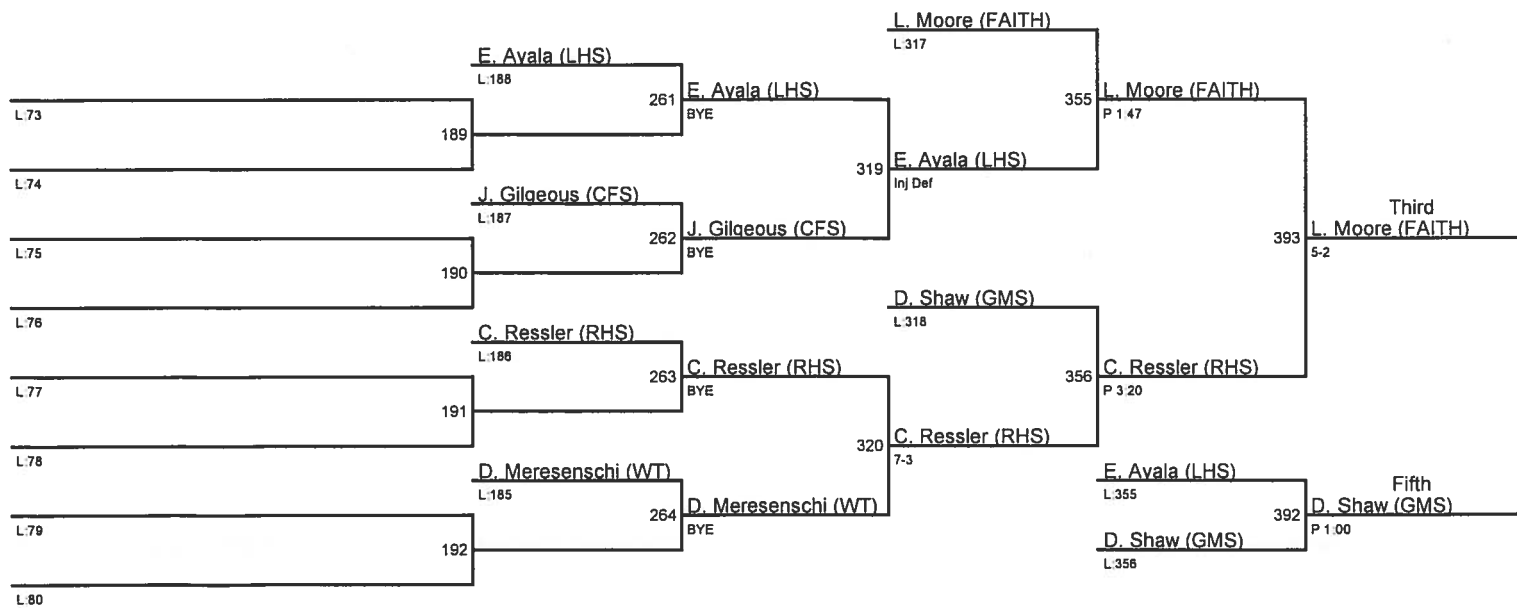 L. Moore (FAITH)
L:317
E. Ayala (LHS)
L:188
261
E. Ayala (LHS)
BYE
355
L. Moore (FAITH)
P 1:47
L:73
189
L:74
319
E. Ayala (LHS)
Inj Def
J. Gilgeous (CFS)
L:187
262
J. Gilgeous (CFS)
BYE
L:75
190
L:76
393
Third
L. Moore (FAITH)
5-2
D. Shaw (GMS)
L:318
C. Ressler (RHS)
L:186
263
C. Ressler (RHS)
BYE
356
C. Ressler (RHS)
P 3:20
L:77
191
L:78
320
C. Ressler (RHS)
7-3
D. Meresenschi (WT)
L:185
264
D. Meresenschi (WT)
BYE
L:79
192
L:80
E. Ayala (LHS)
L:355
392
Fifth
D. Shaw (GMS)
P 1:00
D. Shaw (GMS)
L:356